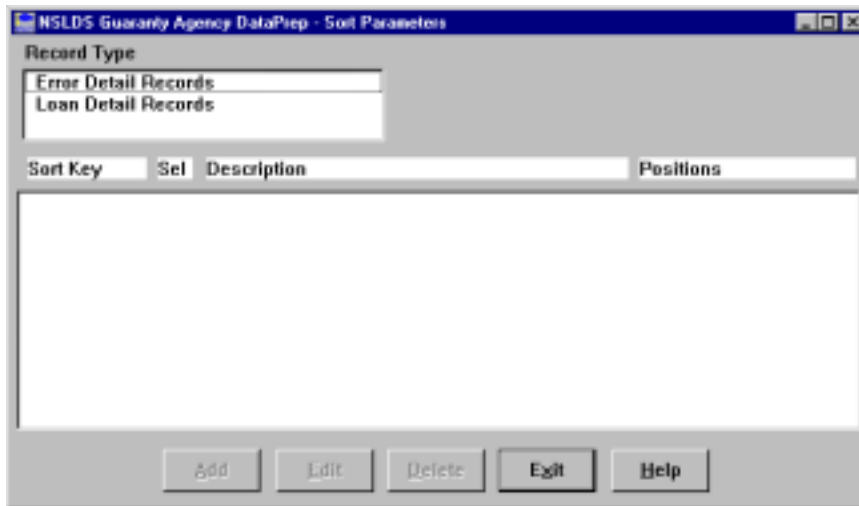 NSLDS Guaranty Agency DataPrep - Sort Parameters
Record Type
Error Detail Records
Loan Detail Records
Sort Key Sel Description Positions
Add Edit Delete Exit Help